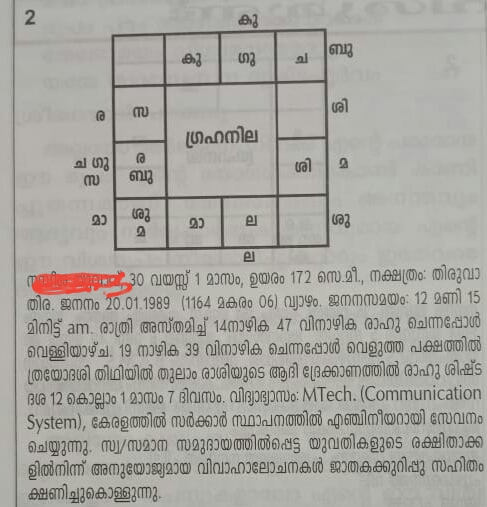 2
കു
കു ഗു ച ബു
ര സ ശി
ഗ്രഹനില
ച ഗു ര ശി മ
സ ബു
മാ ശു മാ ല ശു
മ
ല
30 വയസ്സ് 1 മാസം, ഉയരം 172 സെ.മീ., നക്ഷത്രം: തിരുവാ
തിര. ജനനം 20.01.1989 (1164 മകരം 06) വ്യാഴം. ജനനസമയം: 12 മണി 15
മിനിട്ട് am. രാത്രി അസ്തമിച്ച് 14നാഴിക 47 വിനാഴിക രാഹു ചെന്നപ്പോൾ
വെള്ളിയാഴ്ച. 19 നാഴിക 39 വിനാഴിക ചെന്നപ്പോൾ വെളുത്ത പക്ഷത്തിൽ
ത്രയോദശി തിഥിയിൽ തുലാം രാശിയുടെ ആദി ദ്രേക്കാണത്തിൽ രാഹു ശിഷ്ട
ദശ 12 കൊല്ലാം 1 മാസം 7 ദിവസം. വിദ്യാഭ്യാസം: MTech. (Communication
System), കേരളത്തിൽ സർക്കാർ സ്ഥാപനത്തിൽ എഞ്ചിനീയറായി സേവനം
ചെയ്യുന്നു. സ്വ/സമാന സമുദായത്തിൽപ്പെട്ട യുവതികളുടെ രക്ഷിതാക്ക
ളിൽനിന്ന് അനുയോജ്യമായ വിവാഹാലോചനകൾ ജാതകക്കുറിപ്പു സഹിതം
ക്ഷണിച്ചുകൊള്ളുന്നു.